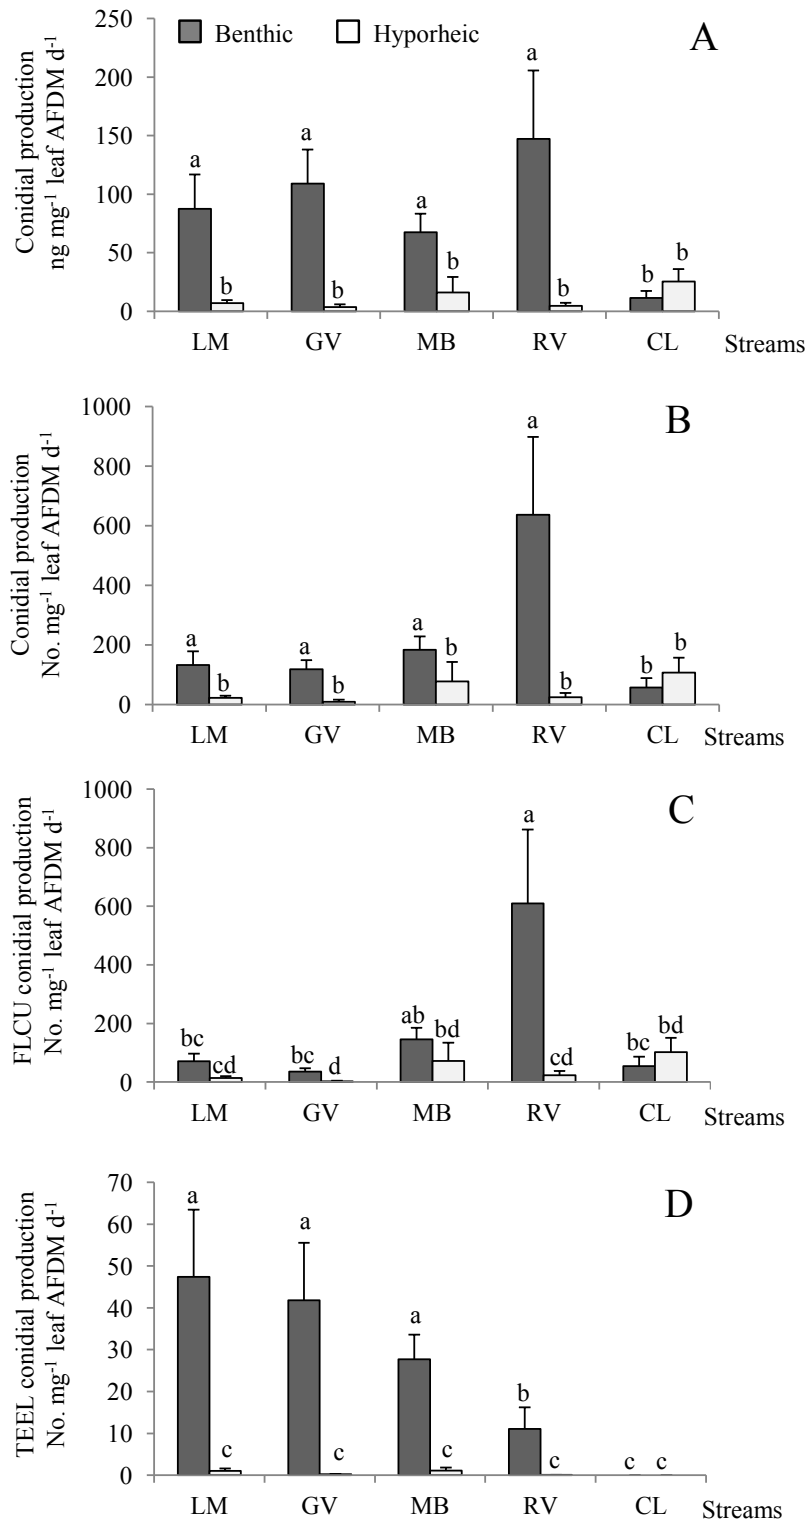 Benthic Hyporheic
A
Conidial production
ng mg⁻¹ leaf AFDM d⁻¹
250
200
150
100
50
0
a b a b a b a b b b
LM GV MB RV CL Streams
B
Conidial production
No. mg⁻¹ leaf AFDM d⁻¹
1000
800
600
400
200
0
a b a b a b a b b b
LM GV MB RV CL Streams
C
FLCU conidial production
No. mg⁻¹ leaf AFDM d⁻¹
1000
800
600
400
200
0
bc cd bc d ab bd a cd bc bd
LM GV MB RV CL Streams
D
TEEL conidial production
No. mg⁻¹ leaf AFDM d⁻¹
70
60
50
40
30
20
10
0
a c a c a c b c c c
LM GV MB RV CL Streams